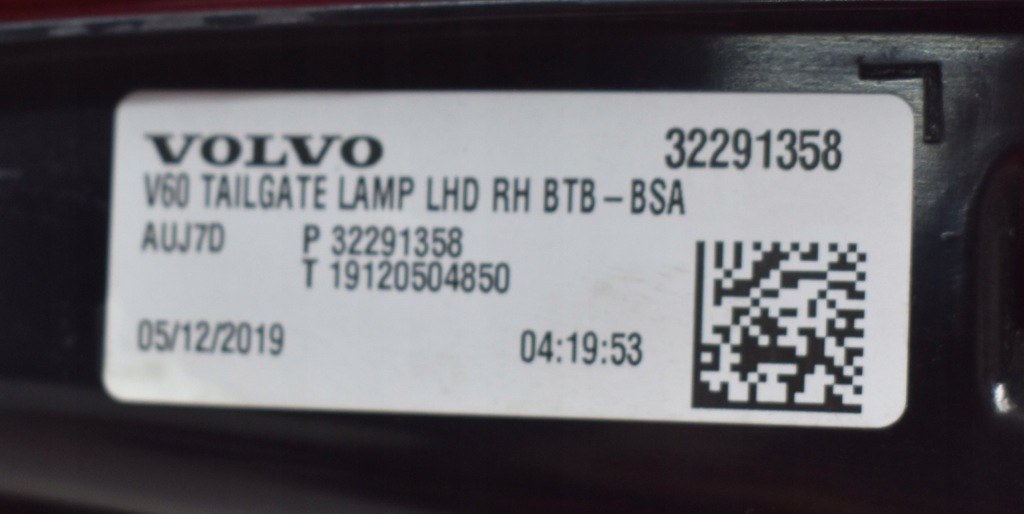 VOLVO 32291358
V60 TAILGATE LAMP LHD RH BTB-BSA
AUJ7D P 32291358
T 19120504850
05/12/2019 04:19:53